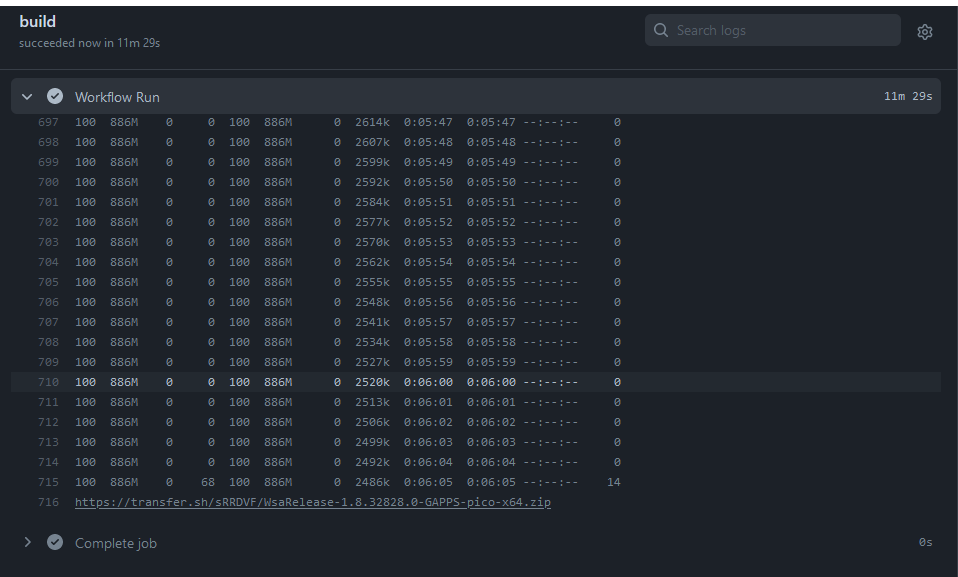 build
succeeded now in 11m 29s
Search logs
Workflow Run 11m 29s
697 100 886M 0 0 100 886M 0 2614k 0:05:47 0:05:47 --:--:-- 0
698 100 886M 0 0 100 886M 0 2607k 0:05:48 0:05:48 --:--:-- 0
699 100 886M 0 0 100 886M 0 2599k 0:05:49 0:05:49 --:--:-- 0
700 100 886M 0 0 100 886M 0 2592k 0:05:50 0:05:50 --:--:-- 0
701 100 886M 0 0 100 886M 0 2584k 0:05:51 0:05:51 --:--:-- 0
702 100 886M 0 0 100 886M 0 2577k 0:05:52 0:05:52 --:--:-- 0
703 100 886M 0 0 100 886M 0 2570k 0:05:53 0:05:53 --:--:-- 0
704 100 886M 0 0 100 886M 0 2562k 0:05:54 0:05:54 --:--:-- 0
705 100 886M 0 0 100 886M 0 2555k 0:05:55 0:05:55 --:--:-- 0
706 100 886M 0 0 100 886M 0 2548k 0:05:56 0:05:56 --:--:-- 0
707 100 886M 0 0 100 886M 0 2541k 0:05:57 0:05:57 --:--:-- 0
708 100 886M 0 0 100 886M 0 2534k 0:05:58 0:05:58 --:--:-- 0
709 100 886M 0 0 100 886M 0 2527k 0:05:59 0:05:59 --:--:-- 0
710 100 886M 0 0 100 886M 0 2520k 0:06:00 0:06:00 --:--:-- 0
711 100 886M 0 0 100 886M 0 2513k 0:06:01 0:06:01 --:--:-- 0
712 100 886M 0 0 100 886M 0 2506k 0:06:02 0:06:02 --:--:-- 0
713 100 886M 0 0 100 886M 0 2499k 0:06:03 0:06:03 --:--:-- 0
714 100 886M 0 0 100 886M 0 2492k 0:06:04 0:06:04 --:--:-- 0
715 100 886M 0 68 100 886M 0 2486k 0:06:05 0:06:05 --:--:-- 14
716 https://transfer.sh/sRRDVF/WsaRelease-1.8.32828.0-GAPPS-pico-x64.zip
Complete job 0s